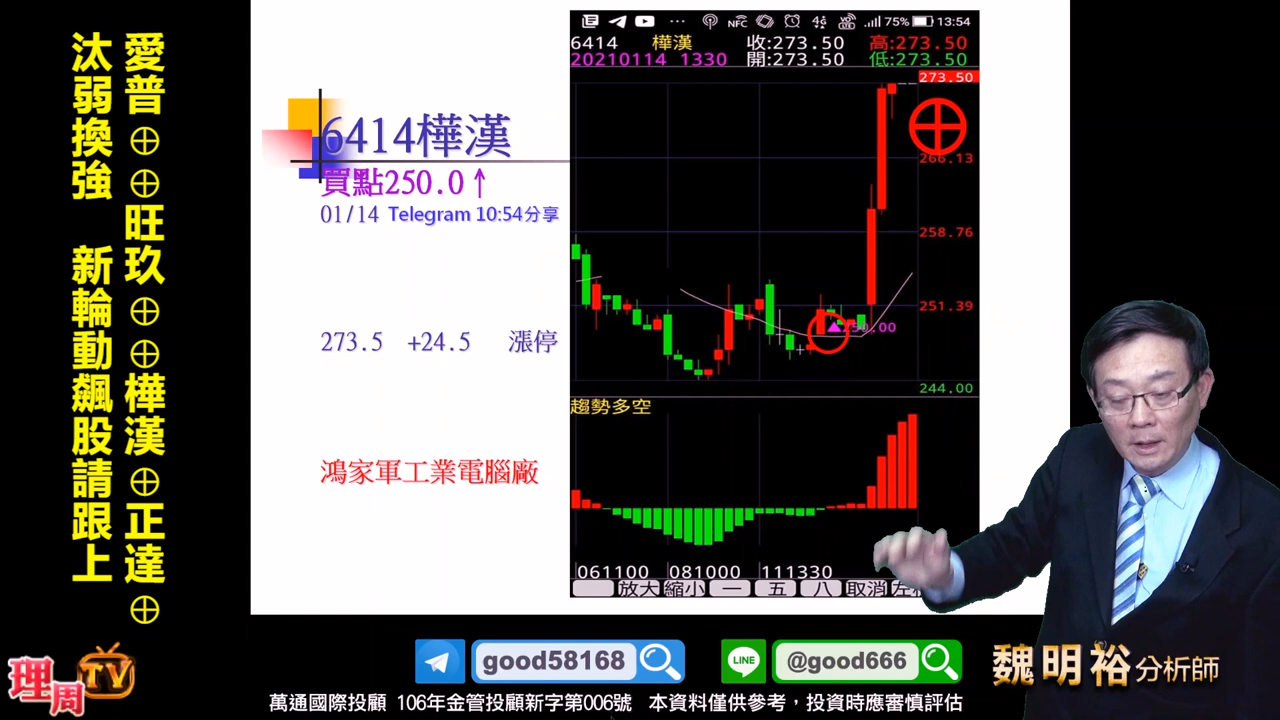 愛普⊕⊕旺玖⊕⊕樺漢⊕正達⊕
汰弱換強 新輪動飆股請跟上
6414樺漢
買點250.0↑
01/14 Telegram 10:54分享
273.5 +24.5 漲停
鴻家軍工業電腦廠
NFC 4G 75% 13:54
6414 樺漢 收:273.50 高:273.50
20210114 1330 開:273.50 低:273.50
273.50
266.13
258.76
251.39
250.00
244.00
趨勢多空
061100 081000 111330
放大 縮小 一 五 八 取消
理周TV
good58168
LINE @good666
魏明裕分析師
萬通國際投顧 106年金管投顧新字第006號 本資料僅供參考，投資時應審慎評估